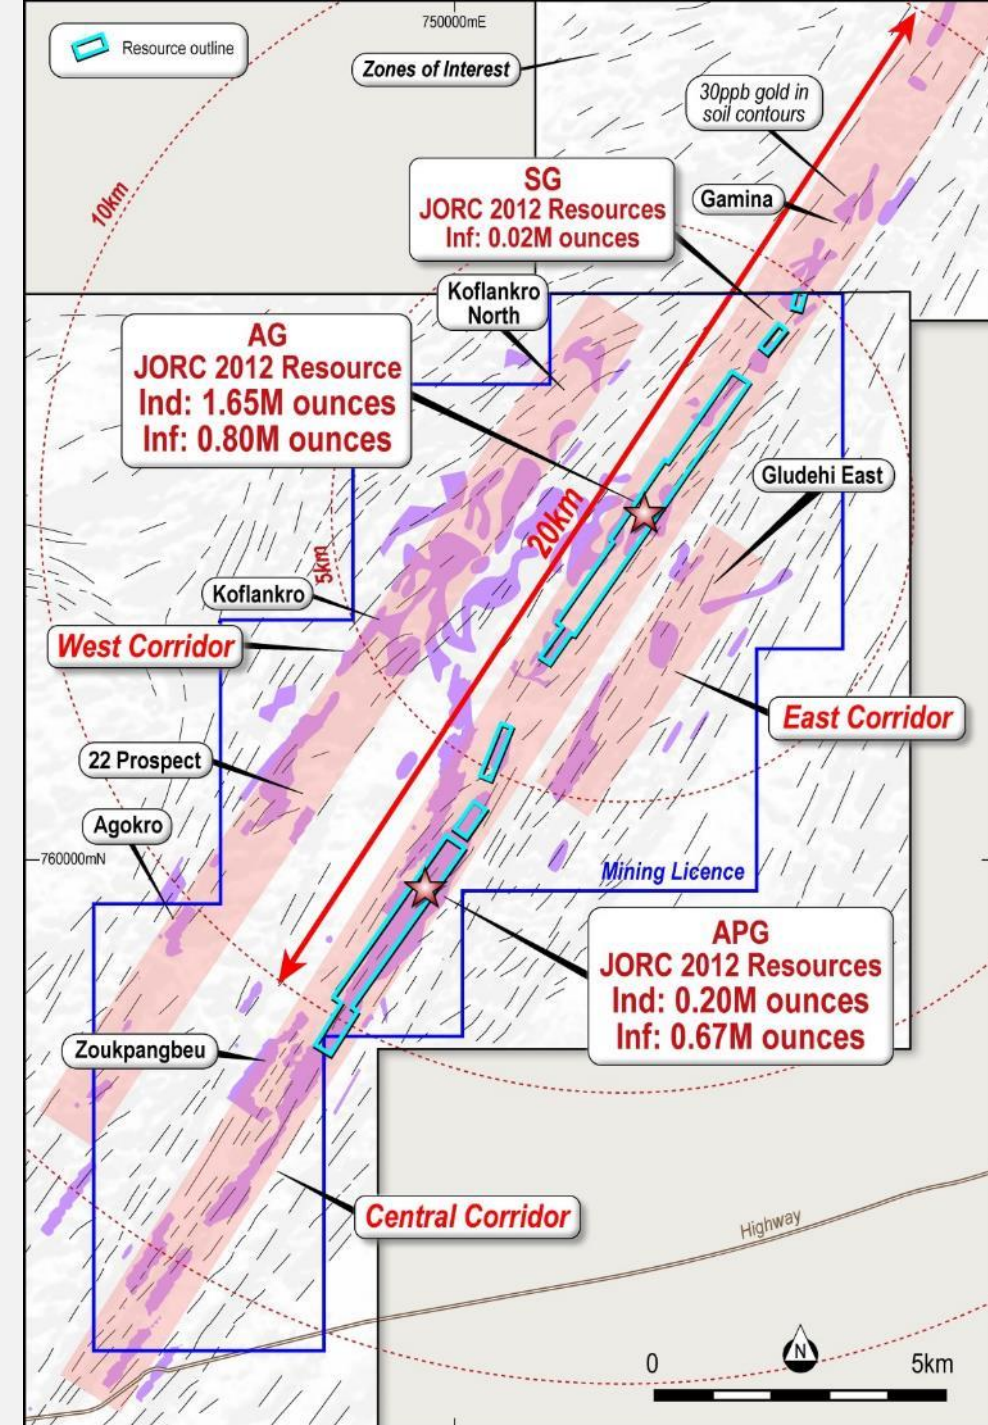 750000mE
Resource outline
Zones of Interest
30ppb gold in
soil contours
10km
SG
JORC 2012 Resources
Inf: 0.02M ounces
Gamina
Koflankro
North
AG
JORC 2012 Resource
Ind: 1.65M ounces
Inf: 0.80M ounces
Gludehi East
20km
5km
Koflankro
West Corridor
East Corridor
22 Prospect
Agokro
760000mN
Mining Licence
APG
JORC 2012 Resources
Ind: 0.20M ounces
Inf: 0.67M ounces
Zoukpangbeu
Central Corridor
Highway
N
0
5km